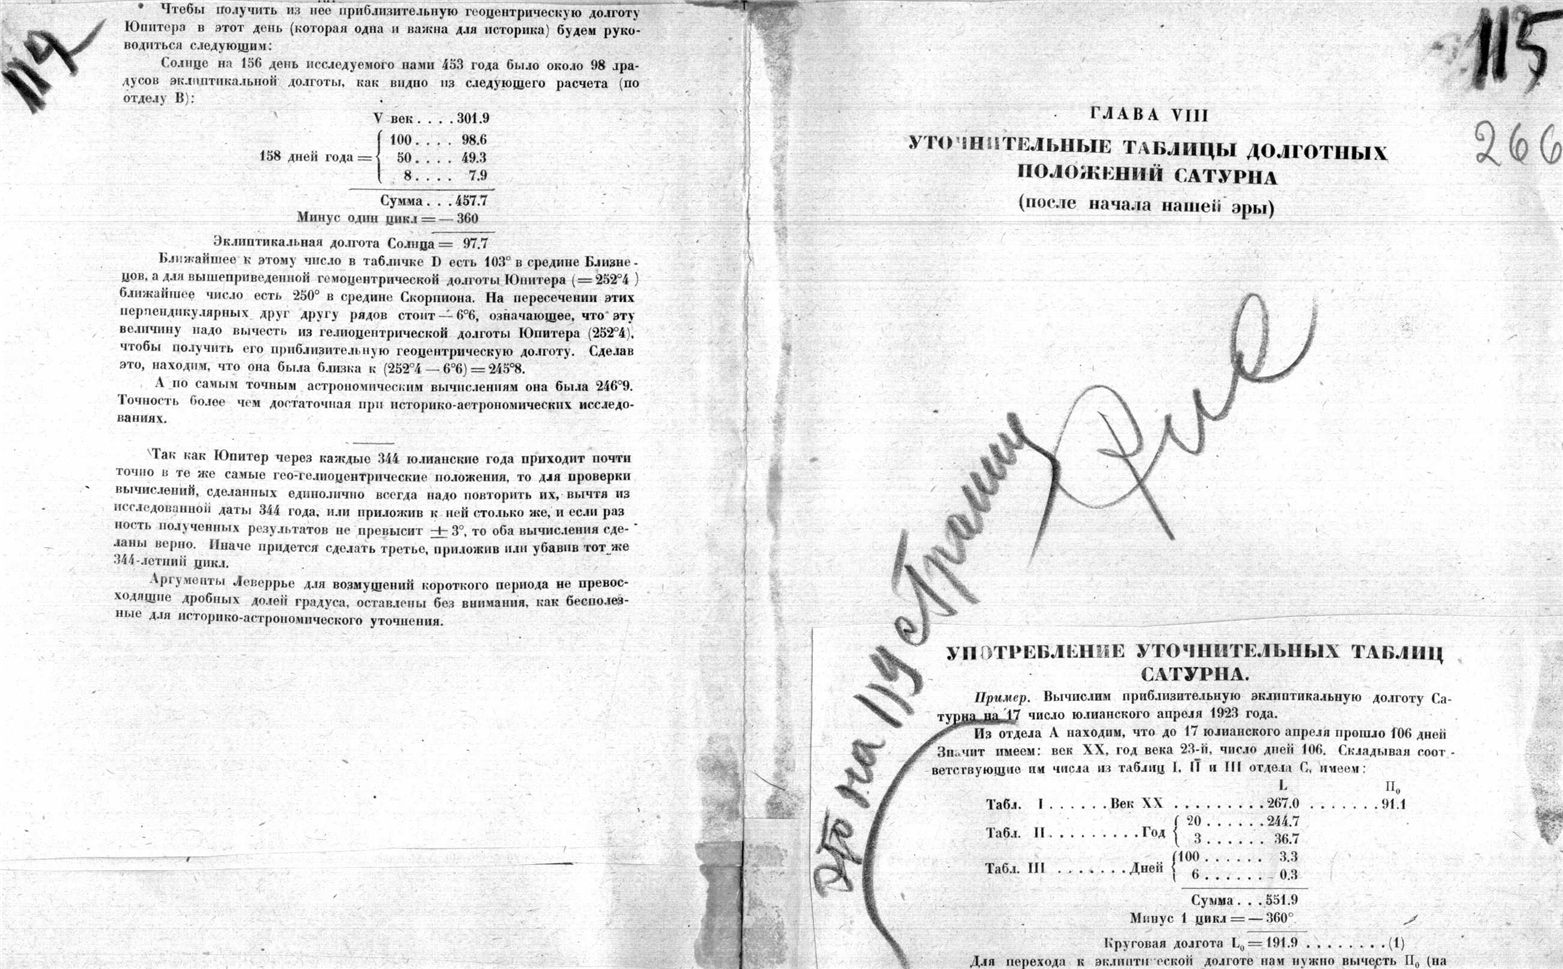 114
* Чтобы получить из нее приблизительную геоцентрическую долготу
Юпитера в этот день (которая одна и важна для историка) будем руко-
водиться следующим:
Солнце на 156 день исследуемого нами 453 года было около 98 гра-
дусов эклиптикальной долготы, как видно из следующего расчета (по
отделу В):
V век . . . . 301.9
100 . . . . 98.6
158 дней года = 50 . . . . 49.3
8 . . . . 7.9
Сумма . . . 457.7
Минус один цикл = — 360
Эклиптикальная долгота Солнца = 97.7
Ближайшее к этому число в табличке D есть 103° в средине Близне-
цов, а для вышеприведенной гемоцентрической долготы Юпитера (= 252°4 )
ближайшее число есть 250° в средине Скорпиона. На пересечении этих
перпендикулярных друг другу рядов стоит — 6°6, означающее, что эту
величину надо вычесть из гелиоцентрической долготы Юпитера (252°4),
чтобы получить его приблизительную геоцентрическую долготу. Сделав
это, находим, что она была близка к (252°4 — 6°6) = 245°8.
А по самым точным астрономическим вычислениям она была 246°9.
Точность более чем достаточная при историко-астрономических исследо-
ваниях.
Так как Юпитер через каждые 344 юлианские года приходит почти
точно в те же самые гео-гелиоцентрические положения, то для проверки
вычислений, сделанных единолично всегда надо повторить их, вычтя из
исследованной даты 344 года, или приложив к ней столько же, и если раз
ность полученных результатов не превысит ± 3°, то оба вычисления сде-
ланы верно. Иначе придется сделать третье, приложив или убавив тот же
344-летний цикл.
Аргументы Леверрье для возмущений короткого периода не превос-
ходящие дробных долей градуса, оставлены без внимания, как бесполез-
ные для историко-астрономического уточнения.
115
266
ГЛАВА VIII
УТОЧНИТЕЛЬНЫЕ ТАБЛИЦЫ ДОЛГОТНЫХ
ПОЛОЖЕНИЙ САТУРНА
(после начала нашей эры)
Это на 119 страницу
УПОТРЕБЛЕНИЕ УТОЧНИТЕЛЬНЫХ ТАБЛИЦ
САТУРНА.
Пример. Вычислим приблизительную эклиптикальную долготу Са-
турна на 17 число юлианского апреля 1923 года.
Из отдела А находим, что до 17 юлианского апреля прошло 106 дней
Значит имеем: век XX, год века 23-й, число дней 106. Складывая соот-
ветствующие им числа из таблиц I, II и III отдела С, имеем:
L П₀
Табл. I . . . . . . Век XX . . . . . . . . . 267.0 . . . . . . . 91.1
20 . . . . . . 244.7
Табл. II . . . . . . . . . Год
3 . . . . . . 36.7
100 . . . . . . 3.3
Табл. III . . . . . . . Дней
6 . . . . . . 0.3
Сумма . . . 551.9
Минус 1 цикл = — 360°
Круговая долгота L₀ = 191.9 . . . . . . . . (1)
Для перехода к эклиптической долготе нам нужно вычесть П₀ (на